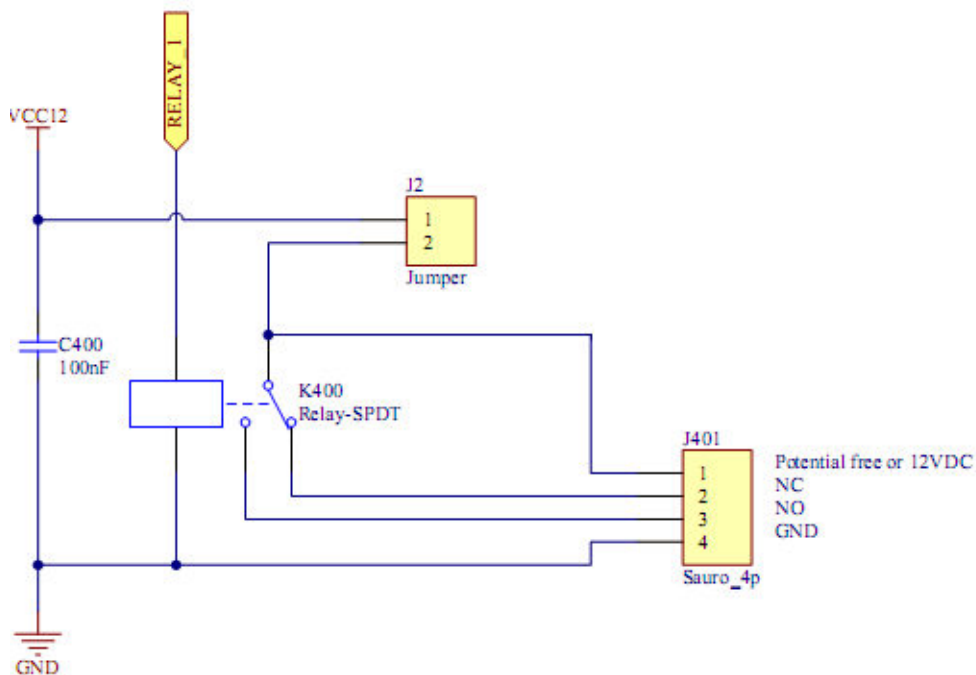 RELAY_1
VCC12
J2
1
2
Jumper
C400
100nF
K400
Relay-SPDT
J401
1
2
3
4
Potential free or 12VDC
NC
NO
GND
Sauro_4p
GND